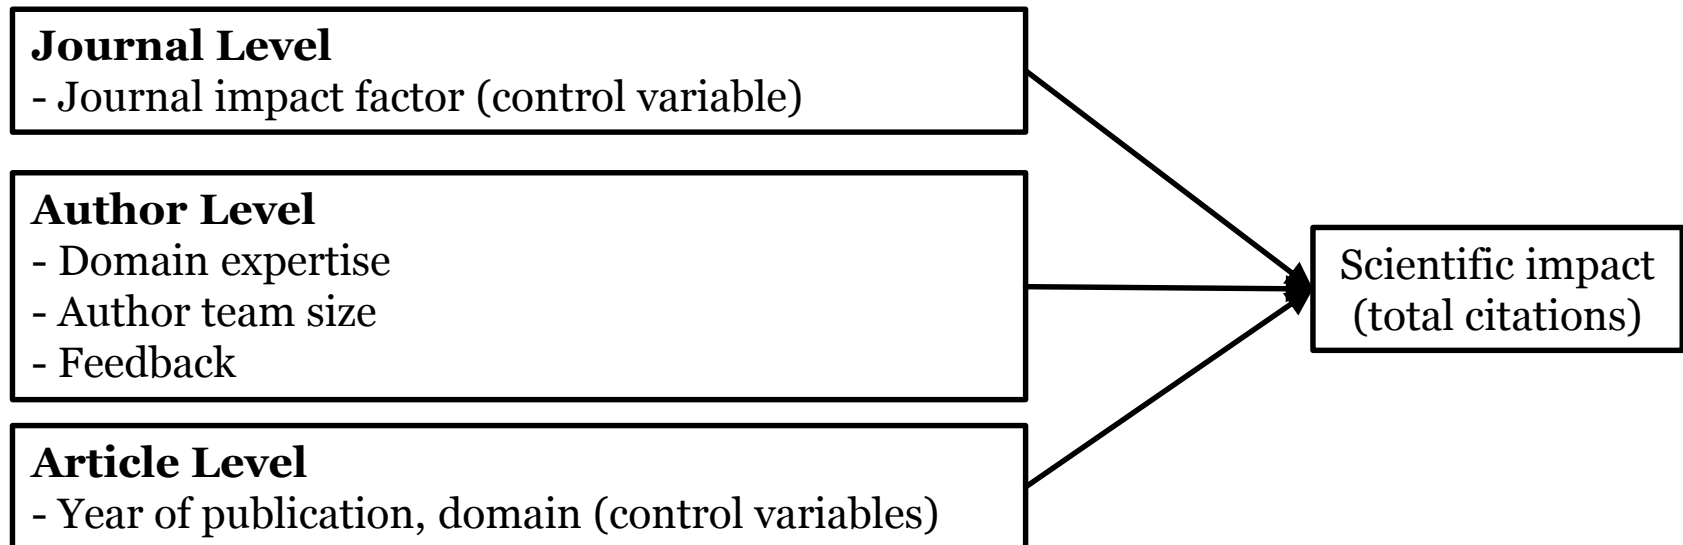 Journal Level
- Journal impact factor (control variable)
Author Level
- Domain expertise
- Author team size
- Feedback
Article Level
- Year of publication, domain (control variables)
Scientific impact
(total citations)